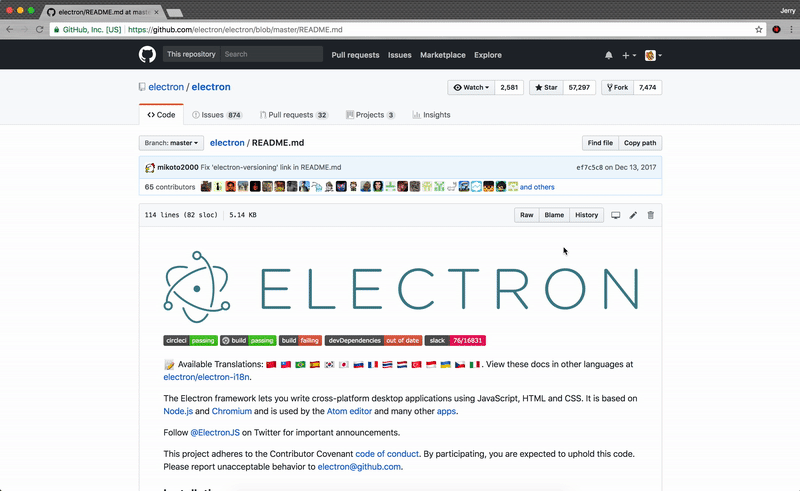 Jerry
electron/README.md at maste
GitHub, Inc. [US] https://github.com/electron/electron/blob/master/README.md
This repository Search Pull requests Issues Marketplace Explore
electron / electron
Watch 2,581 Star 57,297 Fork 7,474
Code Issues 874 Pull requests 32 Projects 3 Insights
Branch: master electron / README.md Find file Copy path
mikoto2000 Fix 'electron-versioning' link in README.md ef7c5c8 on Dec 13, 2017
65 contributors and others
114 lines (82 sloc) 5.14 KB Raw Blame History
ELECTRON
circleci passing build passing build failing devDependencies out of date slack 76/16831
Available Translations: . View these docs in other languages at
electron/electron-i18n.
The Electron framework lets you write cross-platform desktop applications using JavaScript, HTML and CSS. It is based on
Node.js and Chromium and is used by the Atom editor and many other apps.
Follow @ElectronJS on Twitter for important announcements.
This project adheres to the Contributor Covenant code of conduct. By participating, you are expected to uphold this code.
Please report unacceptable behavior to electron@github.com.